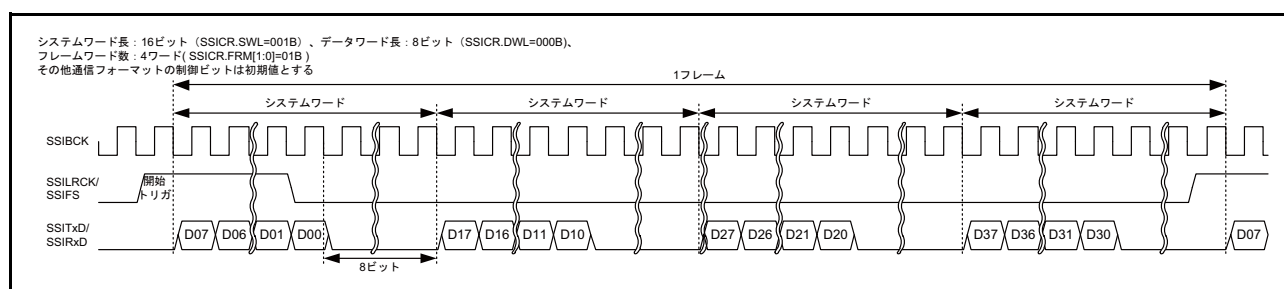 システムワード長：16ビット（SSICR.SWL=001B）、データワード長：8ビット（SSICR.DWL=000B)、
フレームワード数：4ワード( SSICR.FRM[1:0]=01B )
その他通信フォーマットの制御ビットは初期値とする
1フレーム
システムワード システムワード システムワード システムワード
SSIBCK
SSILRCK/
SSIFS
開始
トリガ
SSITxD/
SSIRxD
D07 D06 D01 D00 D17 D16 D11 D10 D27 D26 D21 D20 D37 D36 D31 D30 D07
8ビット